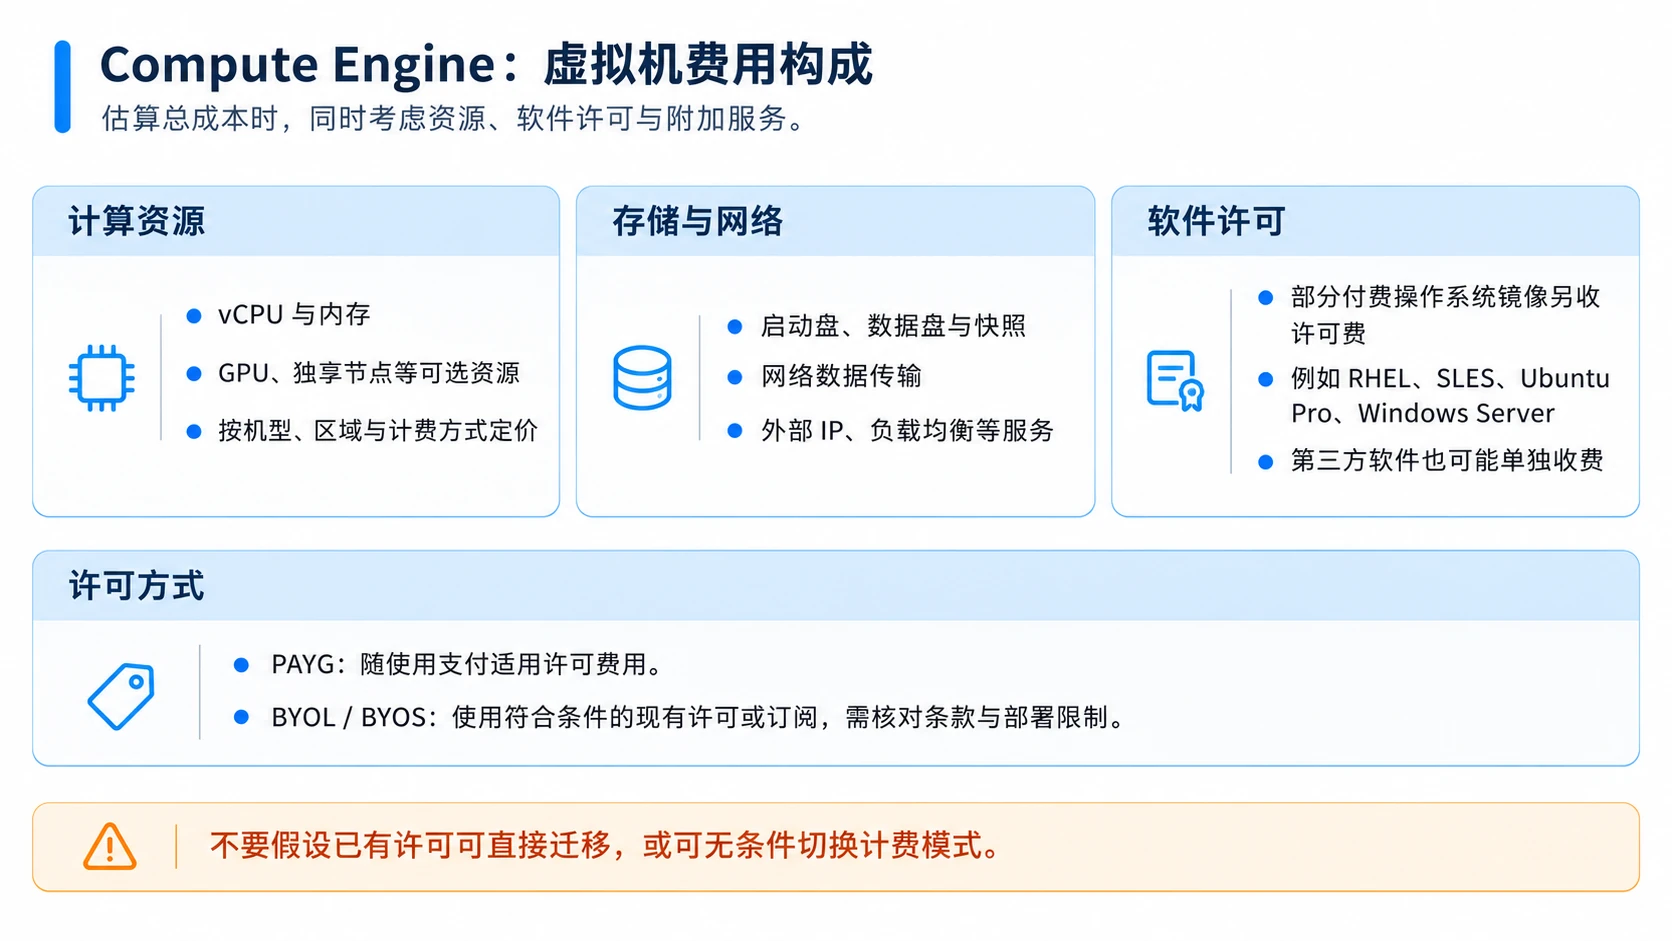 Compute Engine：虚拟机费用构成
估算总成本时，同时考虑资源、软件许可与附加服务。
计算资源
vCPU 与内存
GPU、独享节点等可选资源
按机型、区域与计费方式定价
存储与网络
启动盘、数据盘与快照
网络数据传输
外部 IP、负载均衡等服务
软件许可
部分付费操作系统镜像另收
许可费
例如 RHEL、SLES、Ubuntu
Pro、Windows Server
第三方软件也可能单独收费
许可方式
PAYG：随使用支付适用许可费用。
BYOL / BYOS：使用符合条件的现有许可或订阅，需核对条款与部署限制。
不要假设已有许可可直接迁移，或可无条件切换计费模式。